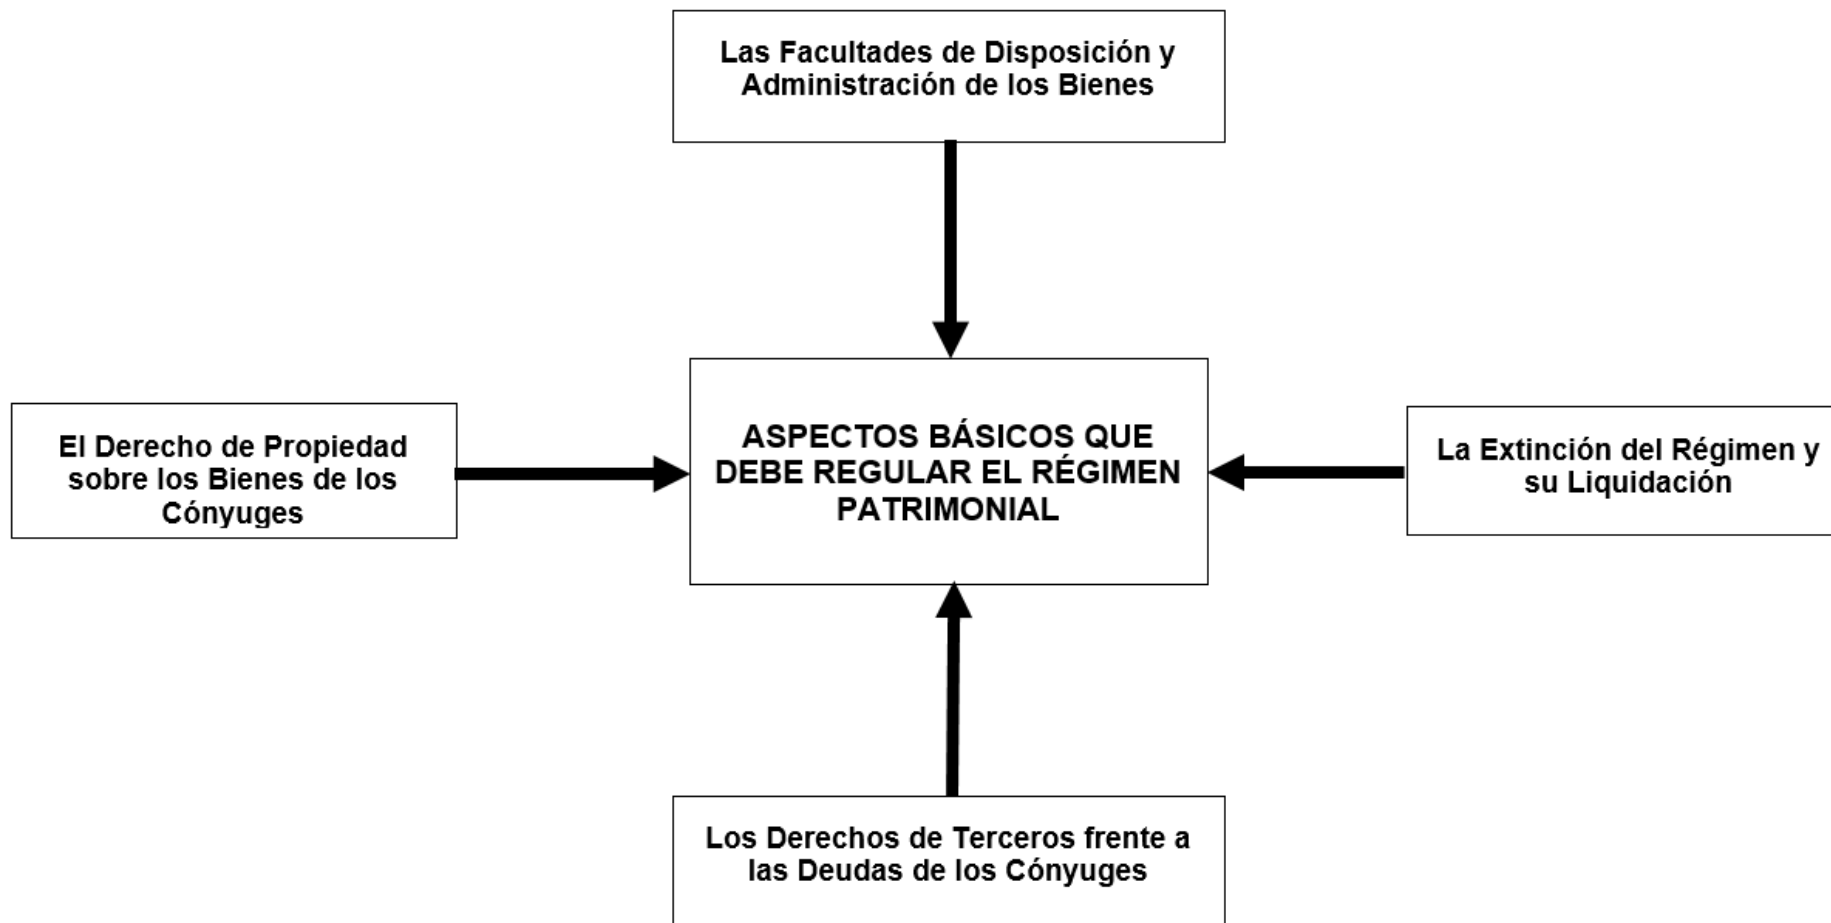 Las Facultades de Disposición y
Administración de los Bienes
El Derecho de Propiedad
sobre los Bienes de los
Cónyuges
ASPECTOS BÁSICOS QUE
DEBE REGULAR EL RÉGIMEN
PATRIMONIAL
La Extinción del Régimen y
su Liquidación
Los Derechos de Terceros frente a
las Deudas de los Cónyuges